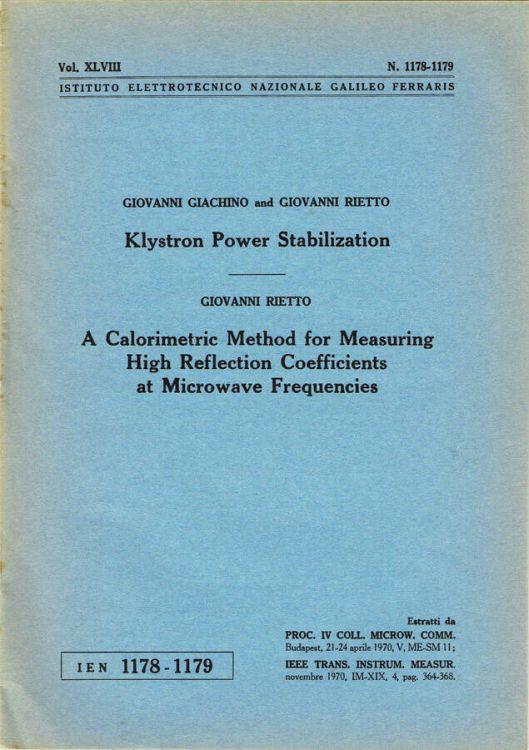 Vol. XLVIII N. 1178-1179
ISTITUTO ELETTROTECNICO NAZIONALE GALILEO FERRARIS
GIOVANNI GIACHINO and GIOVANNI RIETTO
Klystron Power Stabilization
GIOVANNI RIETTO
A Calorimetric Method for Measuring
High Reflection Coefficients
at Microwave Frequencies
Estratti da
PROC. IV COLL. MICROW. COMM.
Budapest, 21-24 aprile 1970, V, ME-SM 11;
IEEE TRANS. INSTRUM. MEASUR.
novembre 1970, IM-XIX, 4, pag. 364-368.
IEN 1178-1179